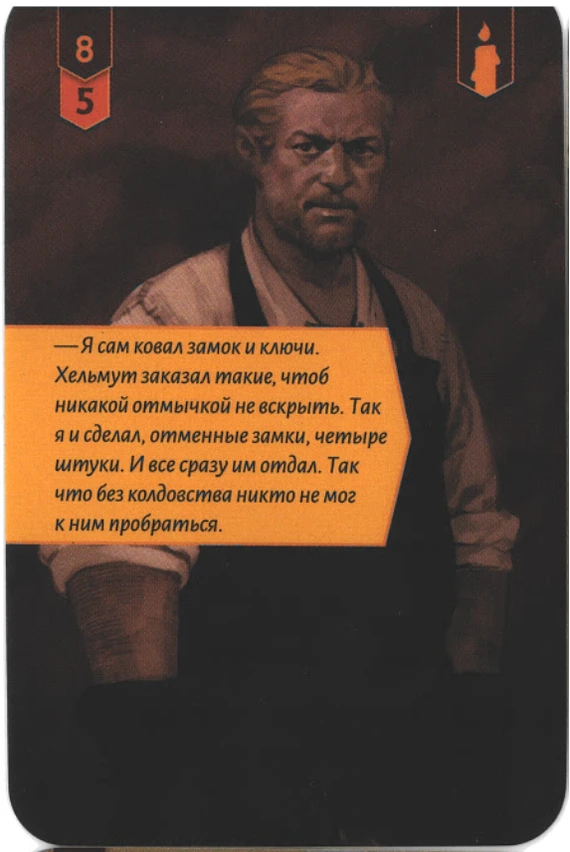 8
5
— Я сам ковал замок и ключи.
Хельмут заказал такие, чтоб
никакой отмычкой не вскрыть. Так
я и сделал, отменные замки, четыре
штуки. И все сразу им отдал. Так
что без колдовства никто не мог
к ним пробраться.